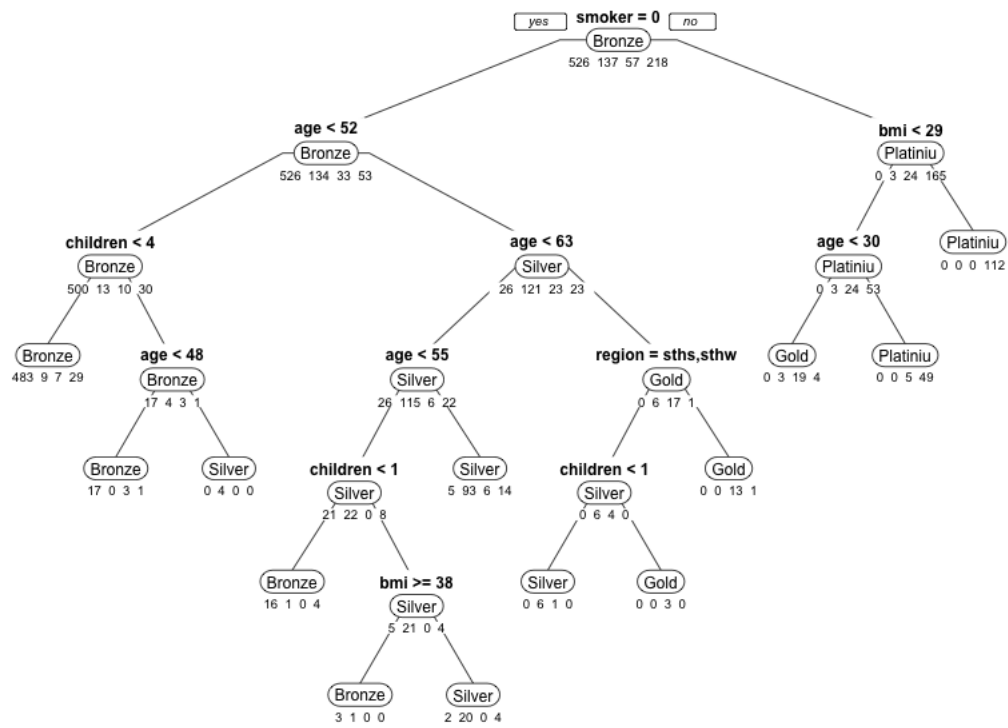 smoker = 0
yes
no
Bronze
526 137 57 218
age < 52
bmi < 29
Bronze
Platiniu
526 134 33 53
0 3 24 165
children < 4
age < 63
age < 30
Platiniu
Bronze
Silver
Platiniu
0 0 0 112
500 13 10 30
26 121 23 23
0 3 24 53
Bronze
age < 48
age < 55
region = sths,sthw
Gold
Platiniu
483 9 7 29
Bronze
Silver
Gold
0 3 19 4
0 0 5 49
17 4 3 1
26 115 6 22
0 6 17 1
Bronze
Silver
children < 1
Silver
children < 1
Gold
17 0 3 1
0 4 0 0
Silver
5 93 6 14
Silver
0 0 13 1
21 22 0 8
0 6 4 0
Bronze
bmi >= 38
Silver
Gold
16 1 0 4
Silver
0 6 1 0
0 0 3 0
5 21 0 4
Bronze
Silver
3 1 0 0
2 20 0 4